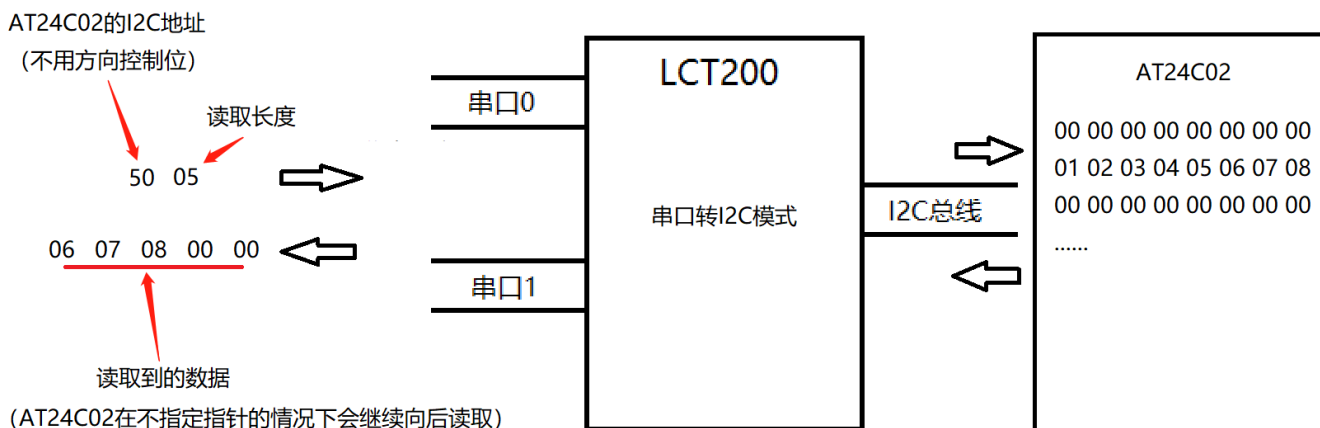 AT24C02的I2C地址
（不用方向控制位）
读取长度
50 05
06 07 08 00 00
读取到的数据
（AT24C02在不指定指针的情况下会继续向后读取）
串口0
串口1
LCT200
串口转I2C模式
I2C总线
AT24C02
00 00 00 00 00 00 00 00
01 02 03 04 05 06 07 08
00 00 00 00 00 00 00 00
......